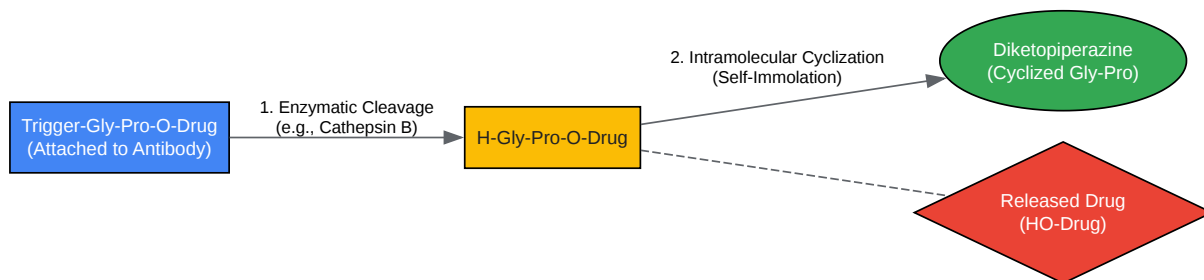 Trigger-Gly-Pro-O-Drug
(Attached to Antibody)
1. Enzymatic Cleavage
(e.g., Cathepsin B)
H-Gly-Pro-O-Drug
2. Intramolecular Cyclization
(Self-Immolation)
Diketopiperazine
(Cyclized Gly-Pro)
Released Drug
(HO-Drug)